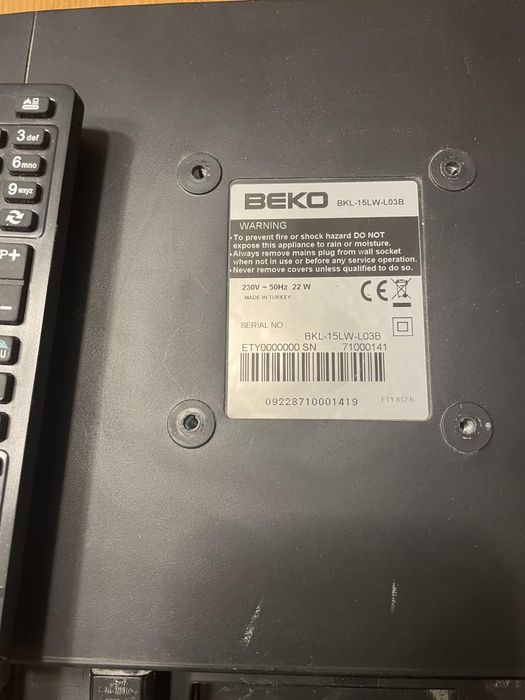 3 def
6 mno
9 wxyz
P+
−
BEKO BKL-15LW-L03B
WARNING
To prevent fire or shock hazard DO NOT
expose this appliance to rain or moisture.
Always remove mains plug from wall socket
when not in use or before any service operation.
Never remove covers unless qualified to do so.
230V ~ 50Hz 22 W
MADE IN TURKEY
CE
SERIAL NO
BKL-15LW-L03B
ETY0000000 SN 71000141
09228710001419
ETY.812-B